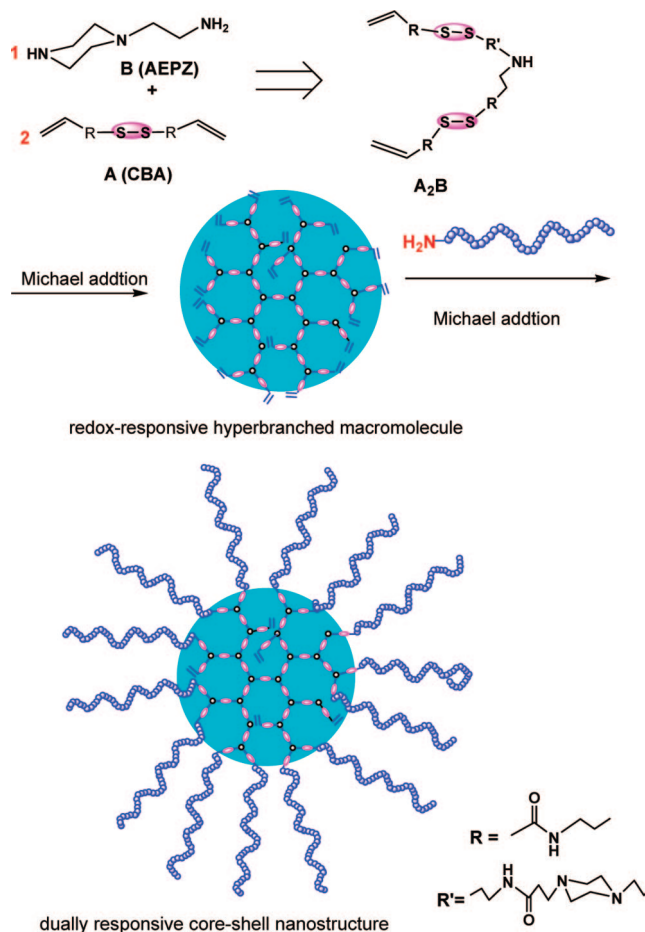 NH₂
N
1 HN
B (AEPZ)
+
2 R S–S R
A (CBA)
R S–S R'
NH
R S–S R
A₂B
Michael addtion
H₂N
Michael addtion
redox-responsive hyperbranched macromolecule
dually responsive core-shell nanostructure
R = O N H
R'= H N O N N